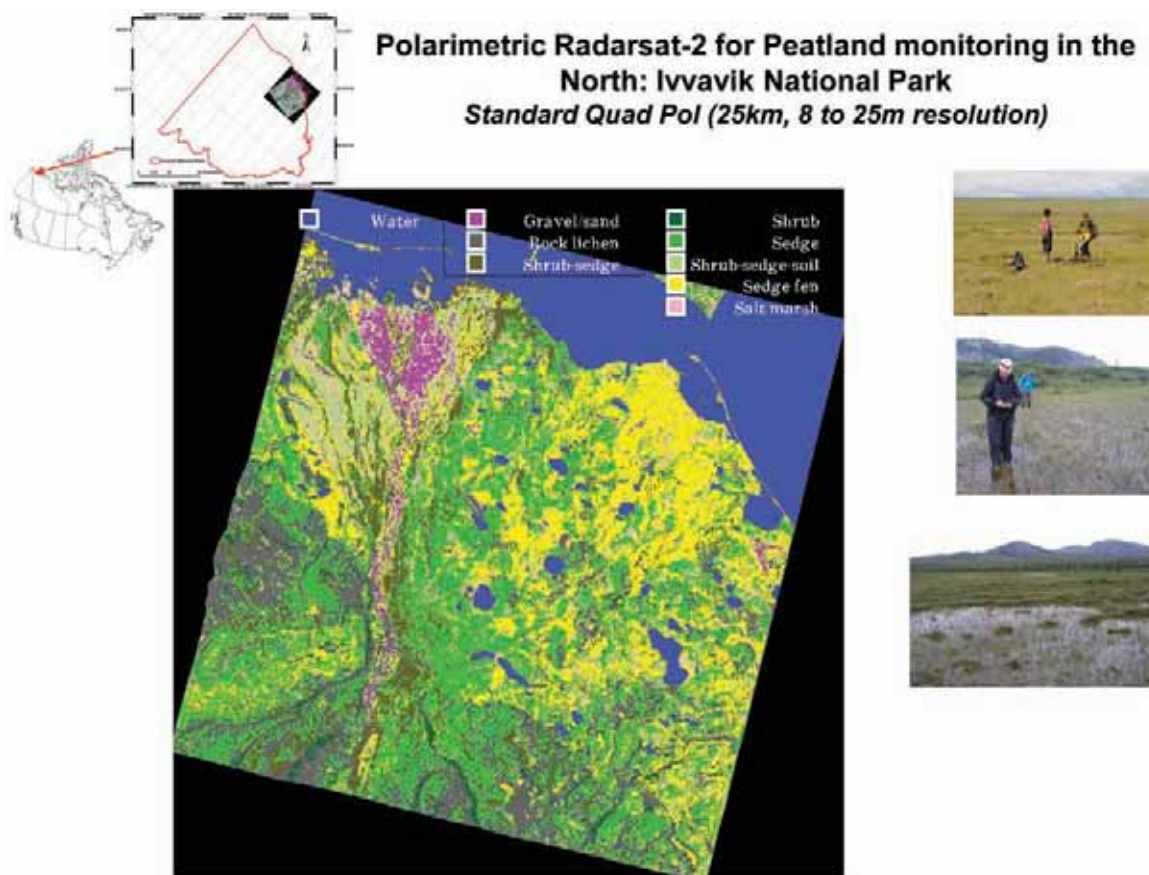 Polarimetric Radarsat-2 for Peatland monitoring in the
North: Ivvavik National Park
Standard Quad Pol (25km, 8 to 25m resolution)
Water
Gravel/sand
Shrub
Rock lichen
Sedge
Shrub-sedge
Shrub-sedge-soil
Sedge fen
Salt marsh